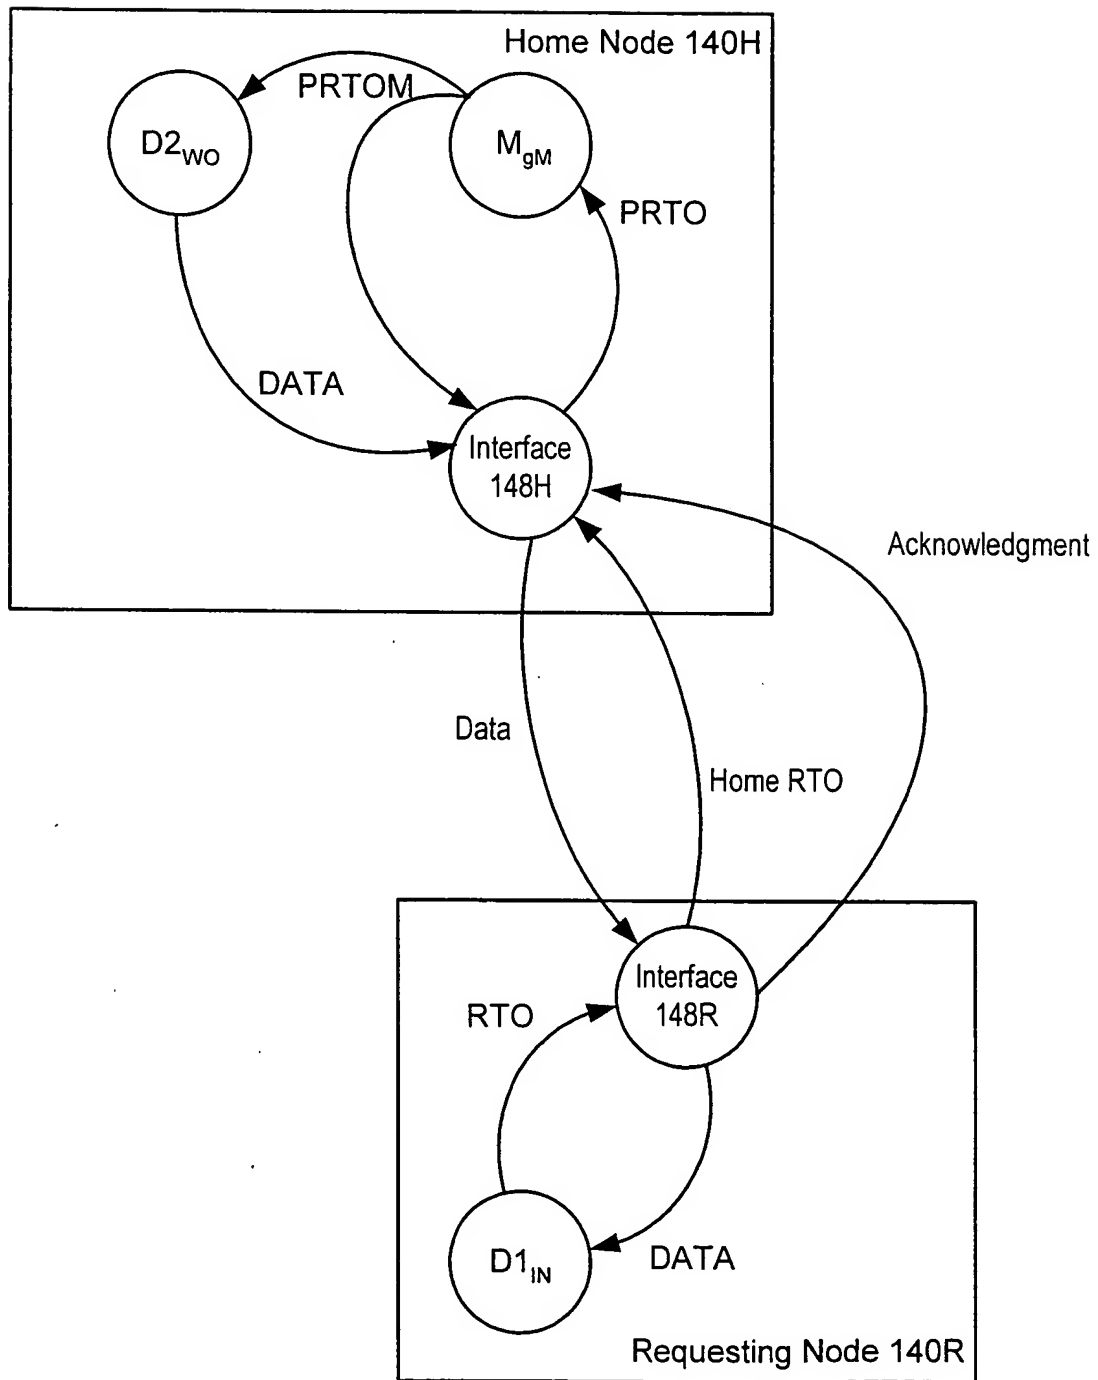 Home Node 140H
PRTOM
D2WO
MgM
PRTO
DATA
Interface
148H
Acknowledgment
Data
Home RTO
Interface
148R
RTO
D1IN
DATA
Requesting Node 140R